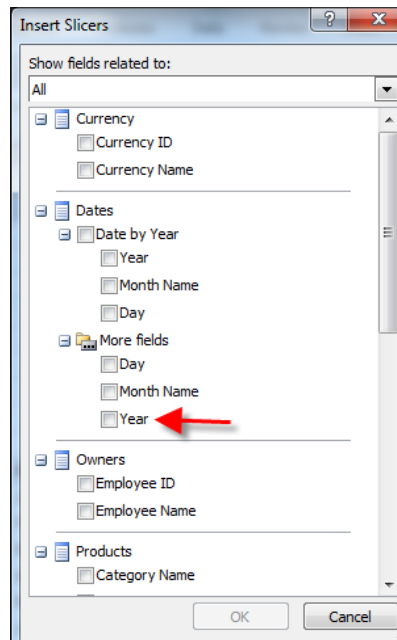 Insert Slicers
Show fields related to:
All
Currency
Currency ID
Currency Name
Dates
Date by Year
Year
Month Name
Day
More fields
Day
Month Name
Year
Owners
Employee ID
Employee Name
Products
Category Name
OK
Cancel